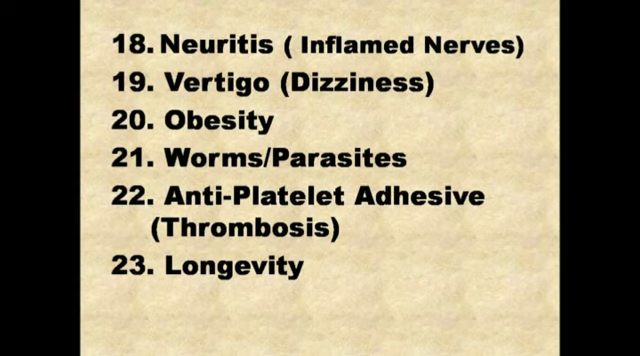 18. Neuritis ( Inflamed Nerves)
19. Vertigo (Dizziness)
20. Obesity
21. Worms/Parasites
22. Anti-Platelet Adhesive
(Thrombosis)
23. Longevity